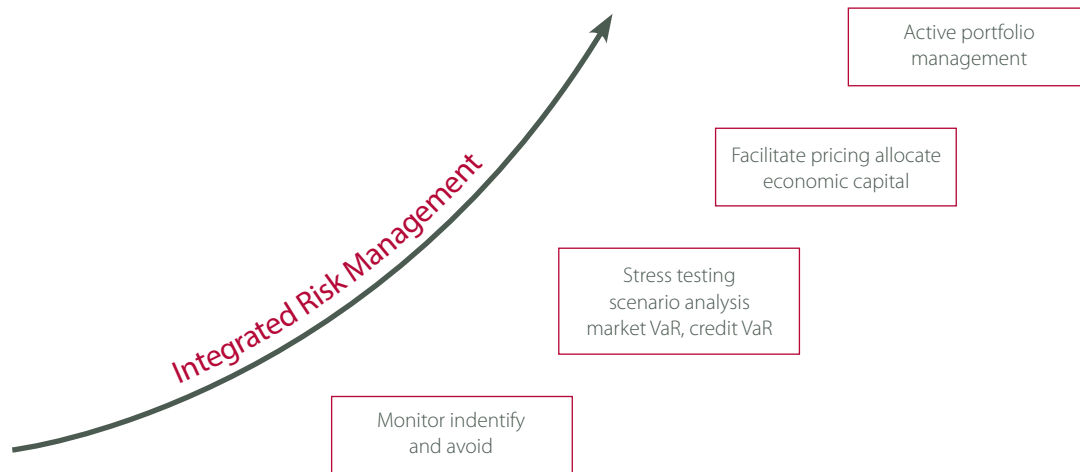 Active portfolio
management
Facilitate pricing allocate
economic capital
Integrated Risk Management
Stress testing
scenario analysis
market VaR, credit VaR
Monitor indentify
and avoid